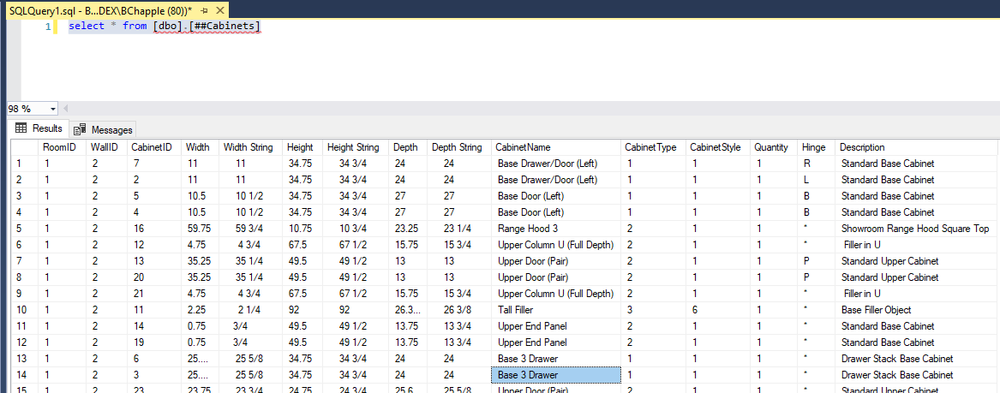 SQLQuery1.sql - B...DEX\BChapple (80))*
1 select * from [dbo].[##Cabinets]
98 %
Results Messages
RoomID WallID CabinetID Width Width String Height Height String Depth Depth String CabinetName CabinetType CabinetStyle Quantity Hinge Description
1 1 2 7 11 11 34.75 34 3/4 24 24 Base Drawer/Door (Left) 1 1 1 R Standard Base Cabinet
2 1 2 2 11 11 34.75 34 3/4 24 24 Base Drawer/Door (Left) 1 1 1 L Standard Base Cabinet
3 1 2 5 10.5 10 1/2 34.75 34 3/4 27 27 Base Door (Left) 1 1 1 B Standard Base Cabinet
4 1 2 4 10.5 10 1/2 34.75 34 3/4 27 27 Base Door (Left) 1 1 1 B Standard Base Cabinet
5 1 2 16 59.75 59 3/4 10.75 10 3/4 23.25 23 1/4 Range Hood 3 2 1 1 * Showroom Range Hood Square Top
6 1 2 12 4.75 4 3/4 67.5 67 1/2 15.75 15 3/4 Upper Column U (Full Depth) 2 1 1 * Filler in U
7 1 2 13 35.25 35 1/4 49.5 49 1/2 13 13 Upper Door (Pair) 2 1 1 P Standard Upper Cabinet
8 1 2 20 35.25 35 1/4 49.5 49 1/2 13 13 Upper Door (Pair) 2 1 1 P Standard Upper Cabinet
9 1 2 21 4.75 4 3/4 67.5 67 1/2 15.75 15 3/4 Upper Column U (Full Depth) 2 1 1 * Filler in U
10 1 2 11 2.25 2 1/4 92 92 26.3... 26 3/8 Tall Filler 3 6 1 * Base Filler Object
11 1 2 14 0.75 3/4 49.5 49 1/2 13.75 13 3/4 Upper End Panel 2 1 1 * Standard Base Cabinet
12 1 2 19 0.75 3/4 49.5 49 1/2 13.75 13 3/4 Upper End Panel 2 1 1 * Standard Base Cabinet
13 1 2 6 25.... 25 5/8 34.75 34 3/4 24 24 Base 3 Drawer 1 1 1 * Drawer Stack Base Cabinet
14 1 2 3 25.... 25 5/8 34.75 34 3/4 24 24 Base 3 Drawer 1 1 1 * Drawer Stack Base Cabinet
15 1 2 23 23.75 23 3/4 24.75 24 3/4 25.6 25 5/8 Upper Door (Pair) 2 1 1 * Standard Upper Cabinet